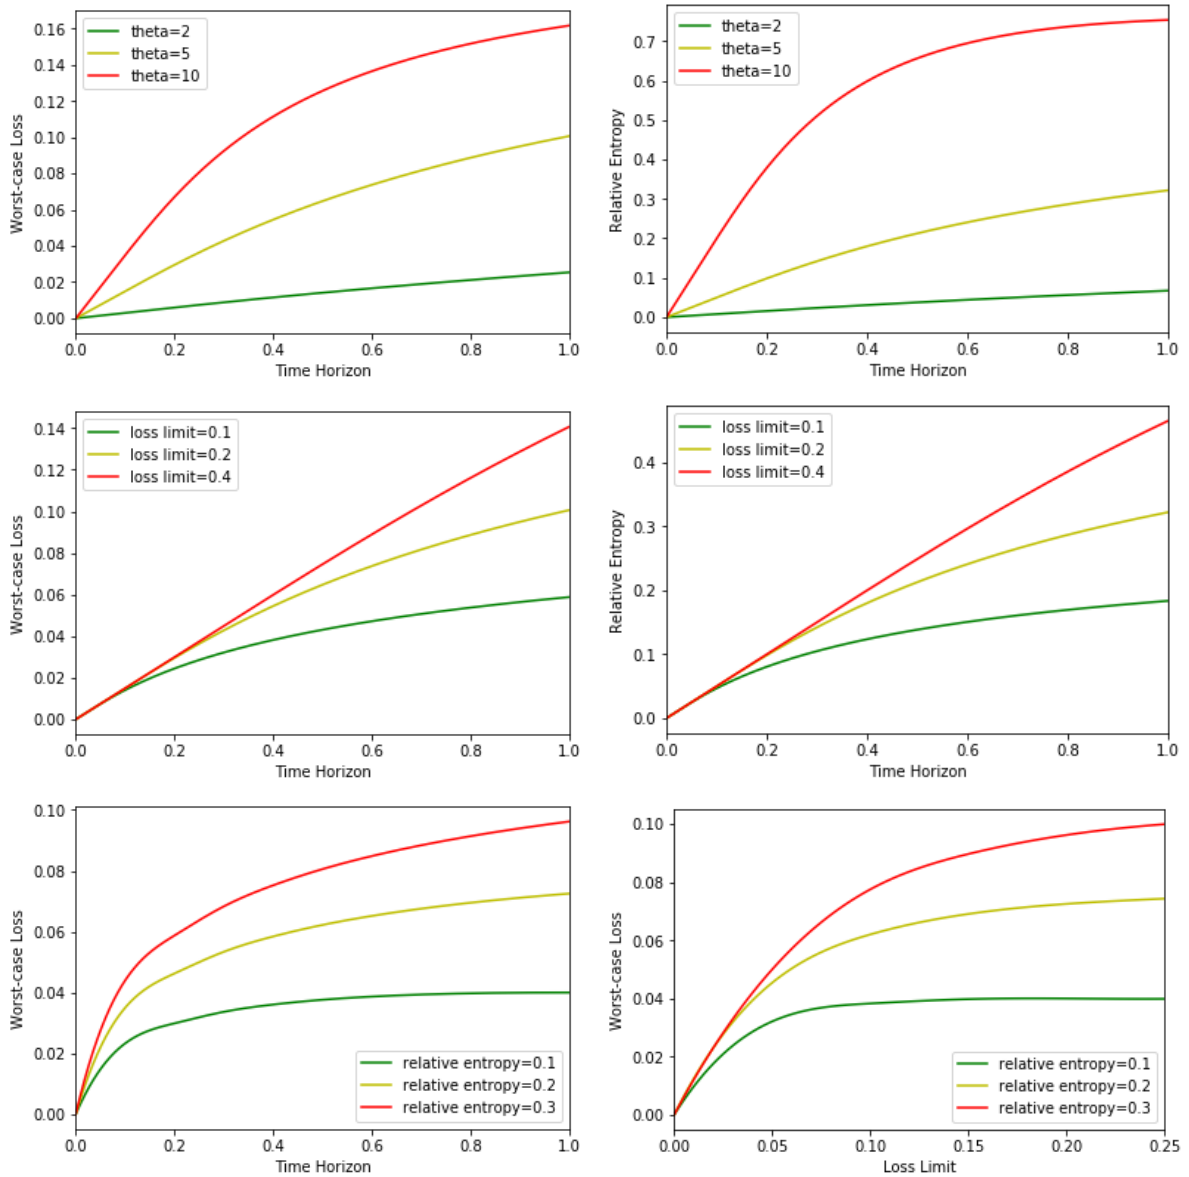 theta=2
theta=5
theta=10
0.16
0.14
0.12
0.10
0.08
0.06
0.04
0.02
0.00
Worst-case Loss
0.0 0.2 0.4 0.6 0.8 1.0
Time Horizon
theta=2
theta=5
theta=10
0.7
0.6
0.5
0.4
0.3
0.2
0.1
0.0
Relative Entropy
0.0 0.2 0.4 0.6 0.8 1.0
Time Horizon
loss limit=0.1
loss limit=0.2
loss limit=0.4
0.14
0.12
0.10
0.08
0.06
0.04
0.02
0.00
Worst-case Loss
0.0 0.2 0.4 0.6 0.8 1.0
Time Horizon
loss limit=0.1
loss limit=0.2
loss limit=0.4
0.4
0.3
0.2
0.1
0.0
Relative Entropy
0.0 0.2 0.4 0.6 0.8 1.0
Time Horizon
0.10
0.08
0.06
0.04
0.02
0.00
Worst-case Loss
relative entropy=0.1
relative entropy=0.2
relative entropy=0.3
0.0 0.2 0.4 0.6 0.8 1.0
Time Horizon
0.10
0.08
0.06
0.04
0.02
0.00
Worst-case Loss
relative entropy=0.1
relative entropy=0.2
relative entropy=0.3
0.00 0.05 0.10 0.15 0.20 0.25
Loss Limit